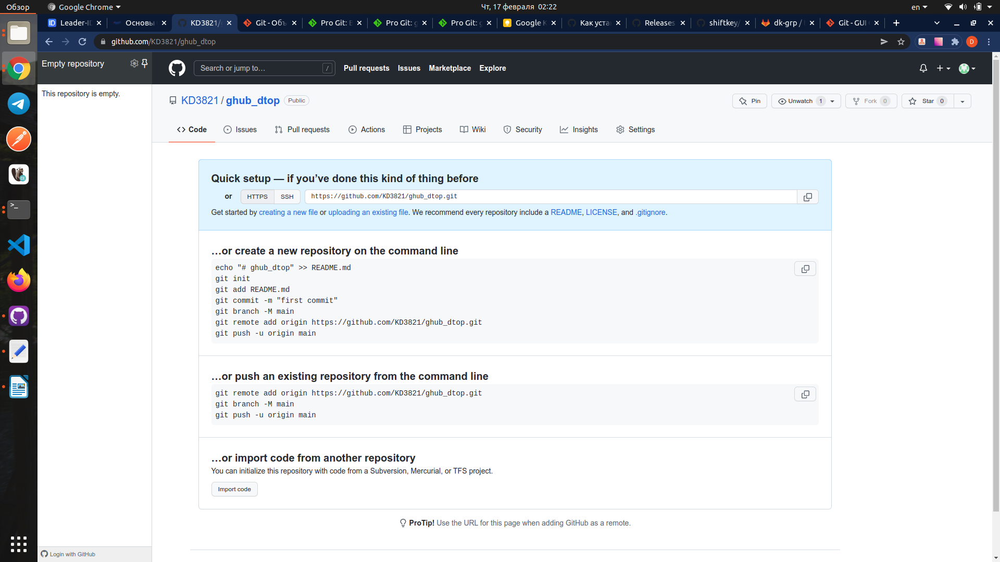 Обзор
Google Chrome
Чт, 17 февраля 02:22
en
Leader-I
Основы
KD3821/
Git - Объ
Pro Git:
Pro Git:
Pro Git:
Google K
Как уста
Releases
shiftkey/
dk-grp /
Git - GUI
github.com/KD3821/ghub_dtop
D
Empty repository
This repository is empty.
Login with GitHub
Search or jump to…
/
Pull requests
Issues
Marketplace
Explore
KD3821 / ghub_dtop
Public
Pin
Unwatch 1
Fork 0
Star 0
Code
Issues
Pull requests
Actions
Projects
Wiki
Security
Insights
Settings
Quick setup — if you’ve done this kind of thing before
or
HTTPS
SSH
https://github.com/KD3821/ghub_dtop.git
Get started by creating a new file or uploading an existing file. We recommend every repository include a README, LICENSE, and .gitignore.
…or create a new repository on the command line
echo "# ghub_dtop" >> README.md
git init
git add README.md
git commit -m "first commit"
git branch -M main
git remote add origin https://github.com/KD3821/ghub_dtop.git
git push -u origin main
…or push an existing repository from the command line
git remote add origin https://github.com/KD3821/ghub_dtop.git
git branch -M main
git push -u origin main
…or import code from another repository
You can initialize this repository with code from a Subversion, Mercurial, or TFS project.
Import code
ProTip! Use the URL for this page when adding GitHub as a remote.